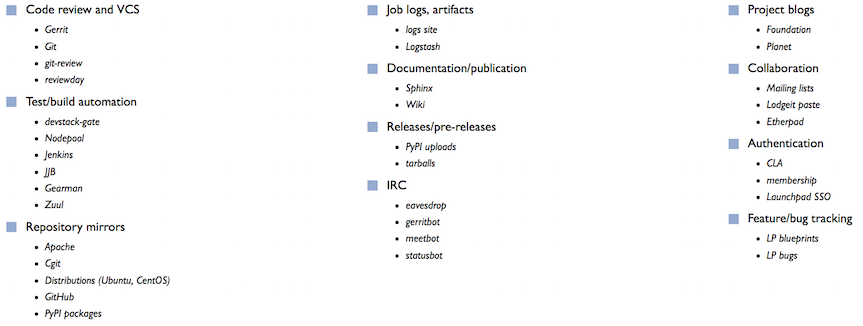 Code review and VCS
Gerrit
Git
git-review
reviewday
Test/build automation
devstack-gate
Nodepool
Jenkins
JJB
Gearman
Zuul
Repository mirrors
Apache
Cgit
Distributions (Ubuntu, CentOS)
GitHub
PyPI packages
Job logs, artifacts
logs site
Logstash
Documentation/publication
Sphinx
Wiki
Releases/pre-releases
PyPI uploads
tarballs
IRC
eavesdrop
gerritbot
meetbot
statusbot
Project blogs
Foundation
Planet
Collaboration
Mailing lists
Lodgeit paste
Etherpad
Authentication
CLA
membership
Launchpad SSO
Feature/bug tracking
LP blueprints
LP bugs